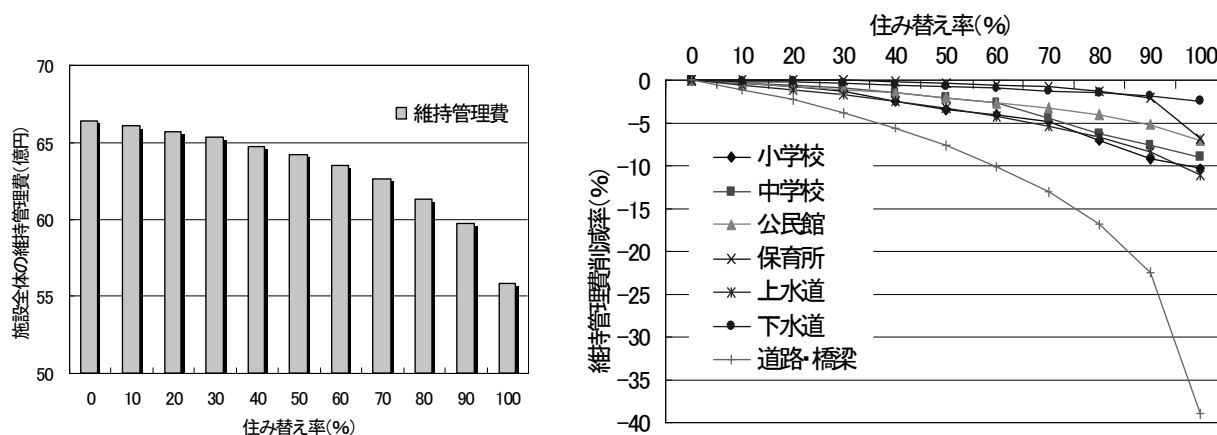 70
65
60
55
50
施設全体の維持管理費(億円)
維持管理費
0 10 20 30 40 50 60 70 80 90 100
住み替え率(%)
住み替え率(%)
0 10 20 30 40 50 60 70 80 90 100
0
-5
-10
-15
-20
-25
-30
-35
-40
維持管理費削減率(%)
小学校
中学校
公民館
保育所
上水道
下水道
道路・橋梁